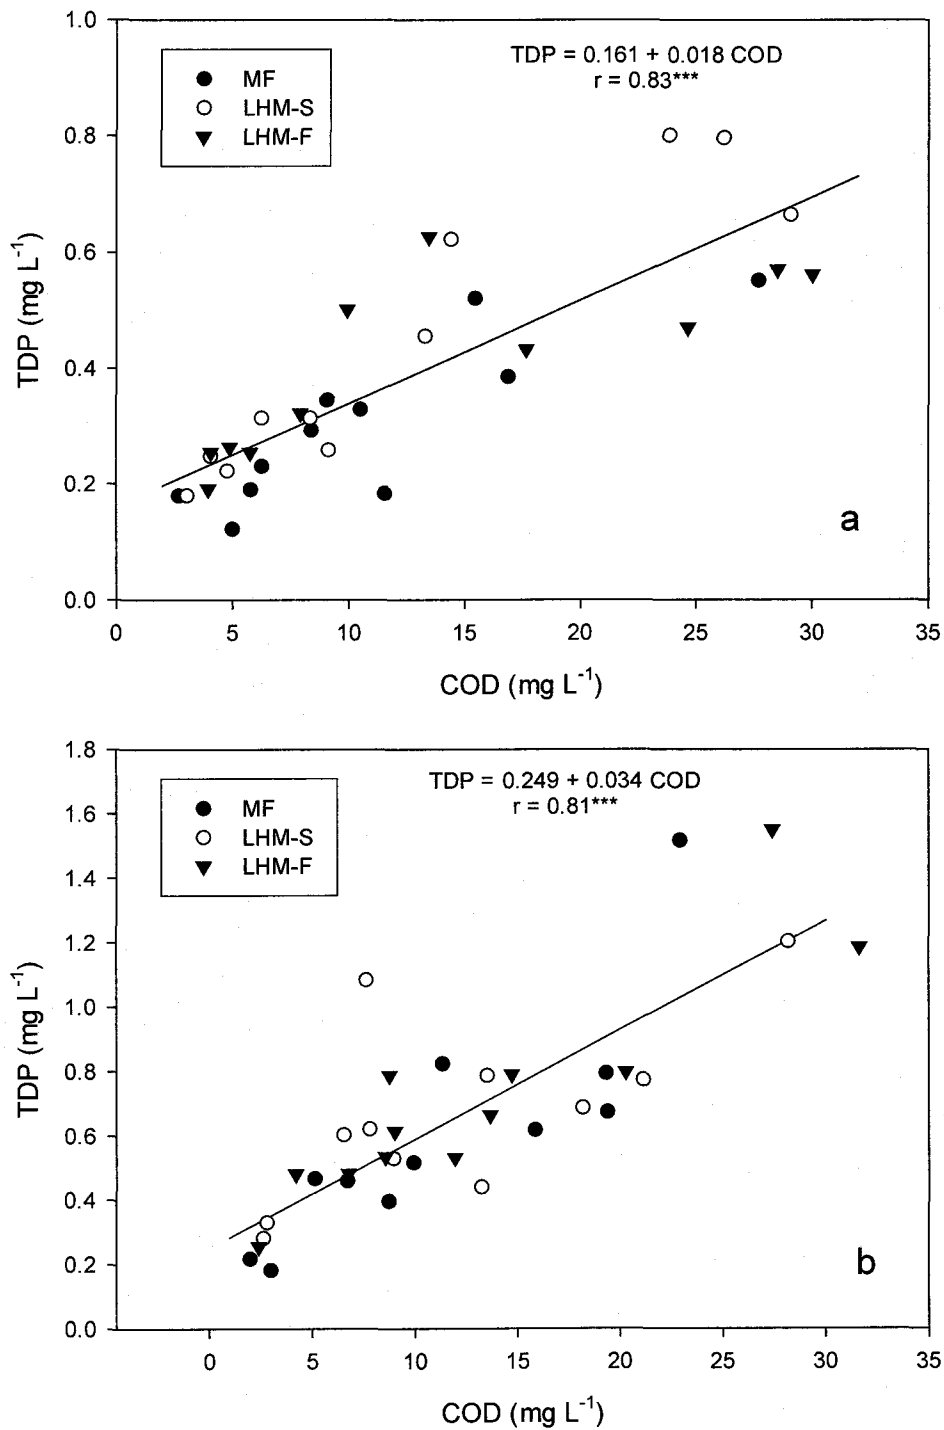 1.0
TDP = 0.161 + 0.018 COD
r = 0.83***
MF
LHM-S
LHM-F
0.8
0.6
TDP (mg L⁻¹)
0.4
0.2
a
0.0
0 5 10 15 20 25 30 35
COD (mg L⁻¹)
1.8
TDP = 0.249 + 0.034 COD
r = 0.81***
MF
LHM-S
LHM-F
1.6
1.4
1.2
1.0
TDP (mg L⁻¹)
0.8
0.6
0.4
b
0.2
0.0
0 5 10 15 20 25 30 35
COD (mg L⁻¹)